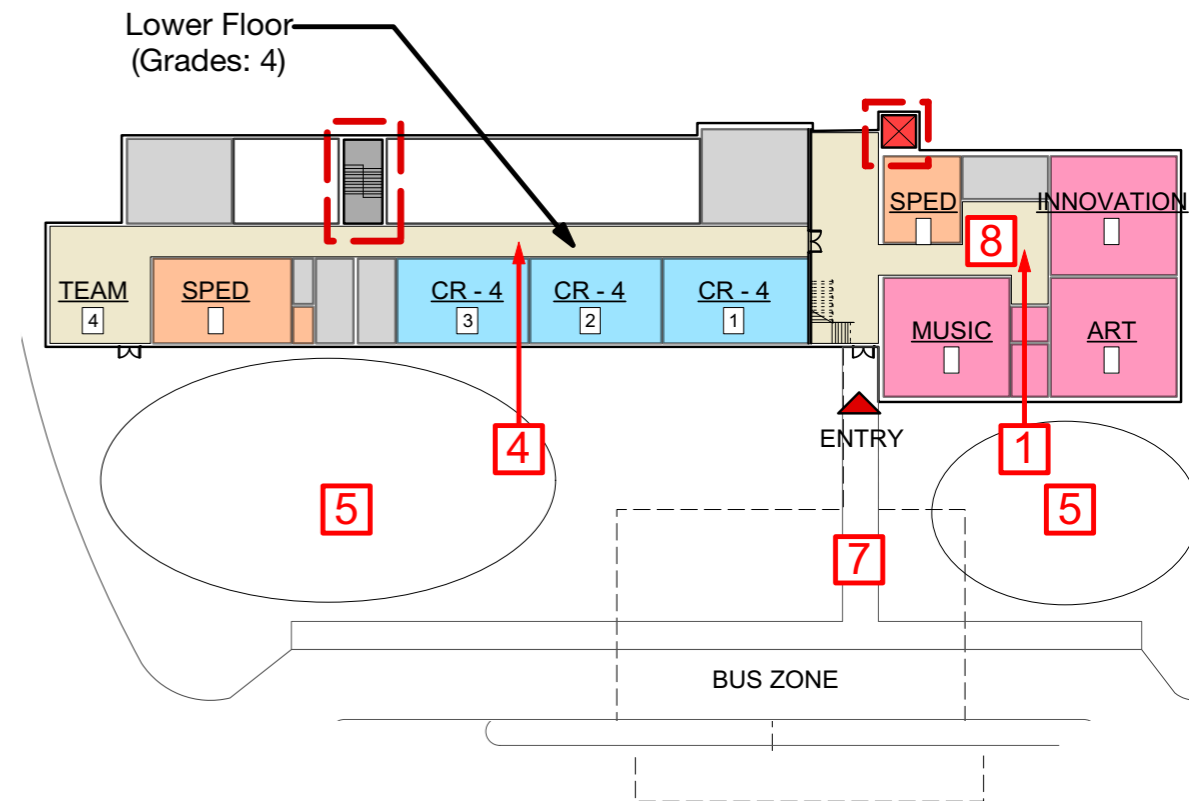 Lower Floor
(Grades: 4)
SPED
INNOVATION
8
TEAM
4
SPED
CR - 4
3
CR - 4
2
CR - 4
1
MUSIC
ART
ENTRY
4
1
5
5
7
BUS ZONE